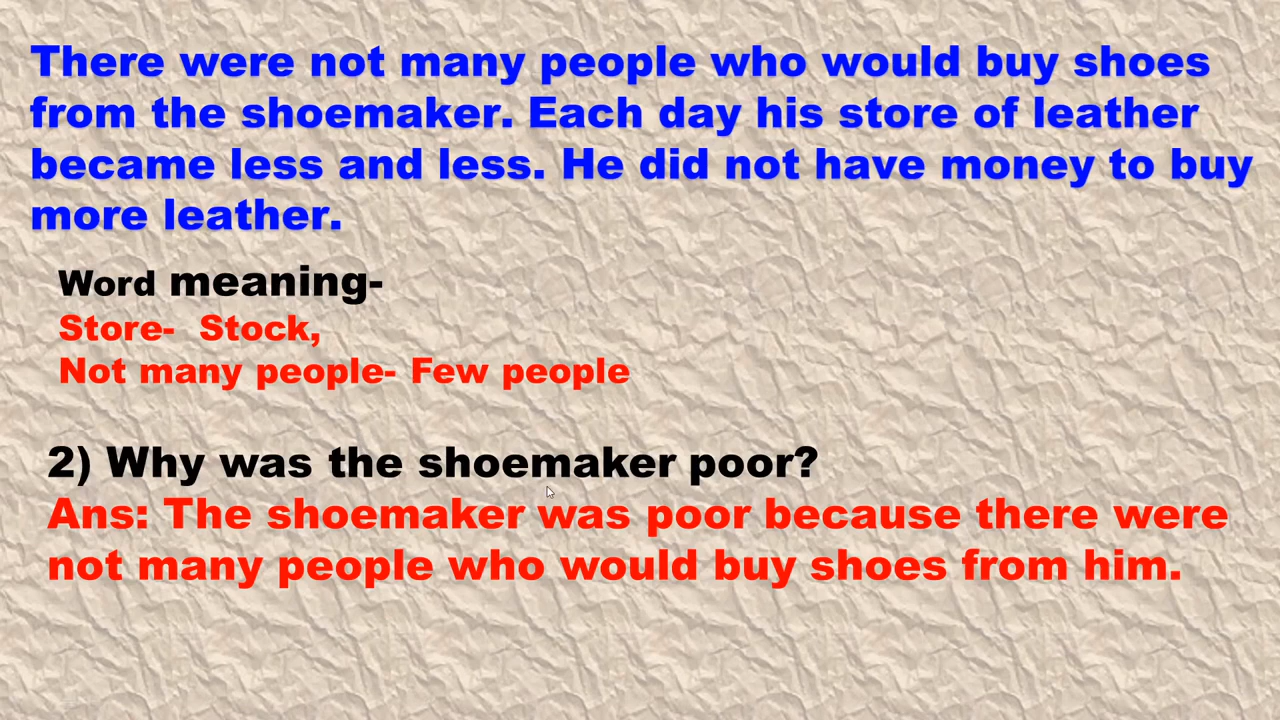 There were not many people who would buy shoes
from the shoemaker. Each day his store of leather
became less and less. He did not have money to buy
more leather.
Word meaning-
Store- Stock,
Not many people- Few people
2) Why was the shoemaker poor?
Ans: The shoemaker was poor because there were
not many people who would buy shoes from him.